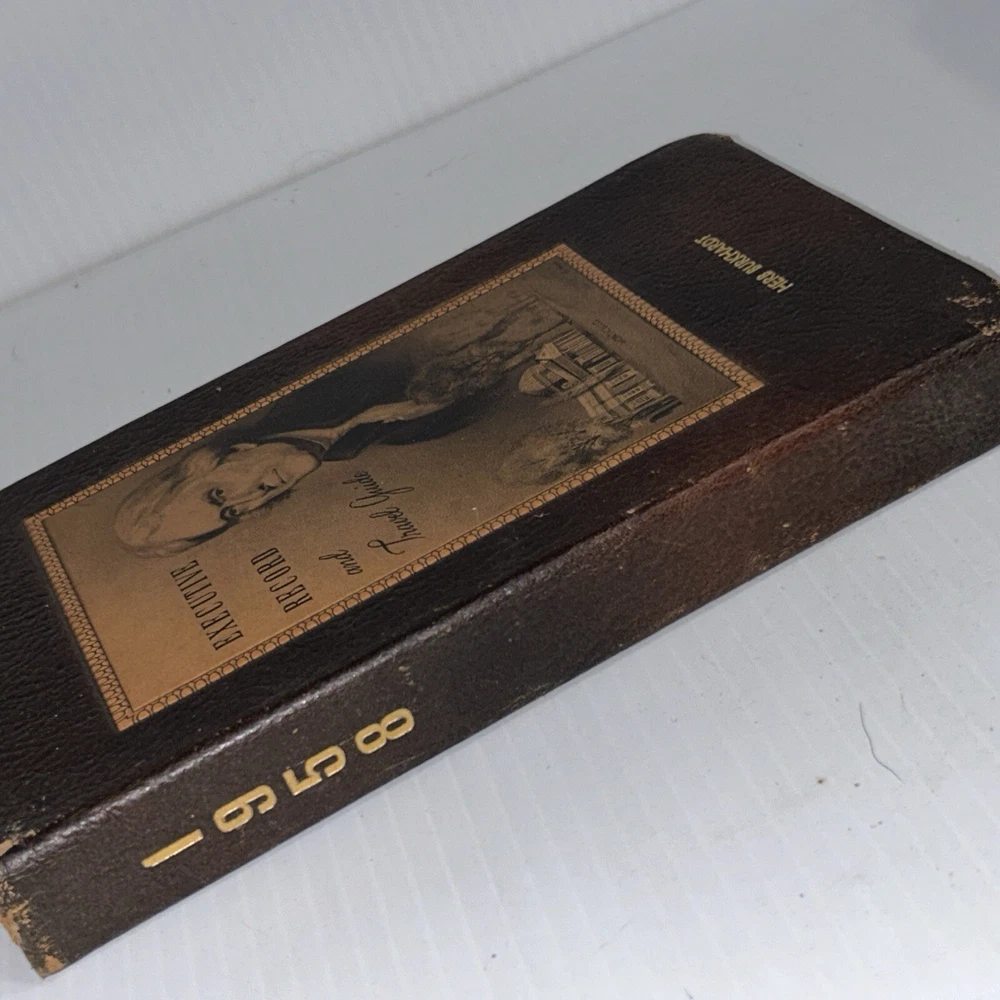 EXECUTIVE
RECORD
and
Travel Guide
HERB BURKHARDT
1958